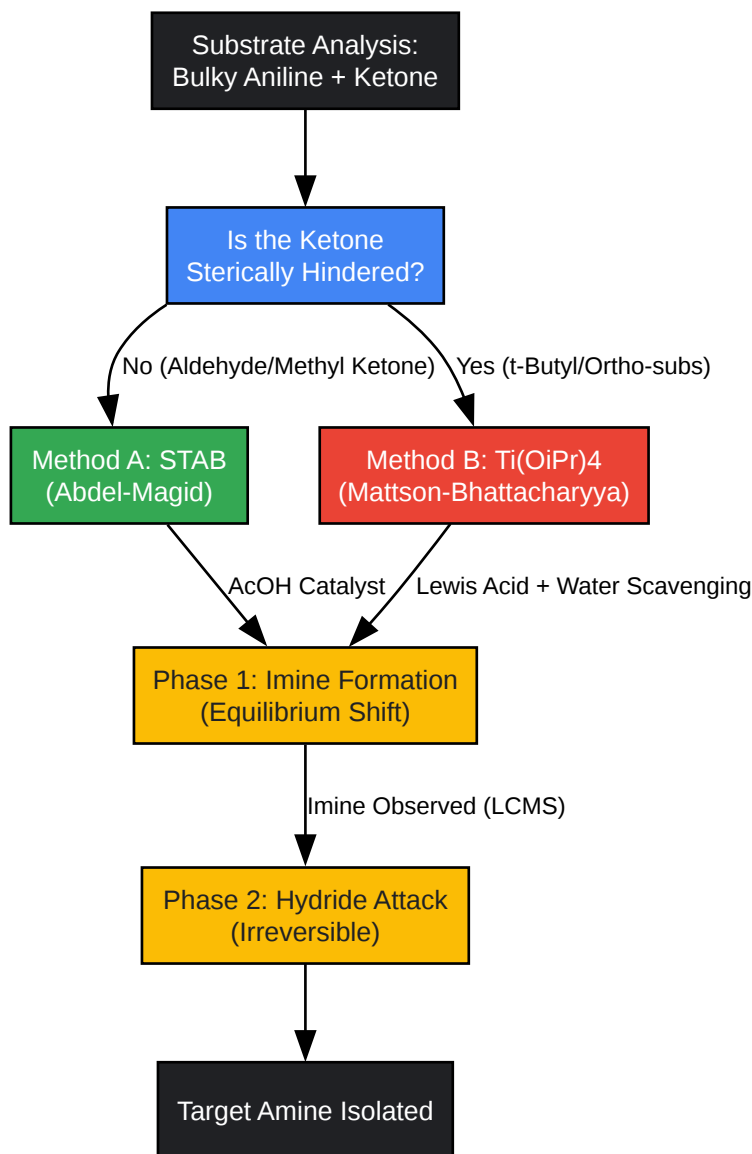 Substrate Analysis:
Bulky Aniline + Ketone
Is the Ketone
Sterically Hindered?
No (Aldehyde/Methyl Ketone)
Yes (t-Butyl/Ortho-subs)
Method A: STAB
(Abdel-Magid)
Method B: Ti(OiPr)4
(Mattson-Bhattacharyya)
AcOH Catalyst
Lewis Acid + Water Scavenging
Phase 1: Imine Formation
(Equilibrium Shift)
Imine Observed (LCMS)
Phase 2: Hydride Attack
(Irreversible)
Target Amine Isolated